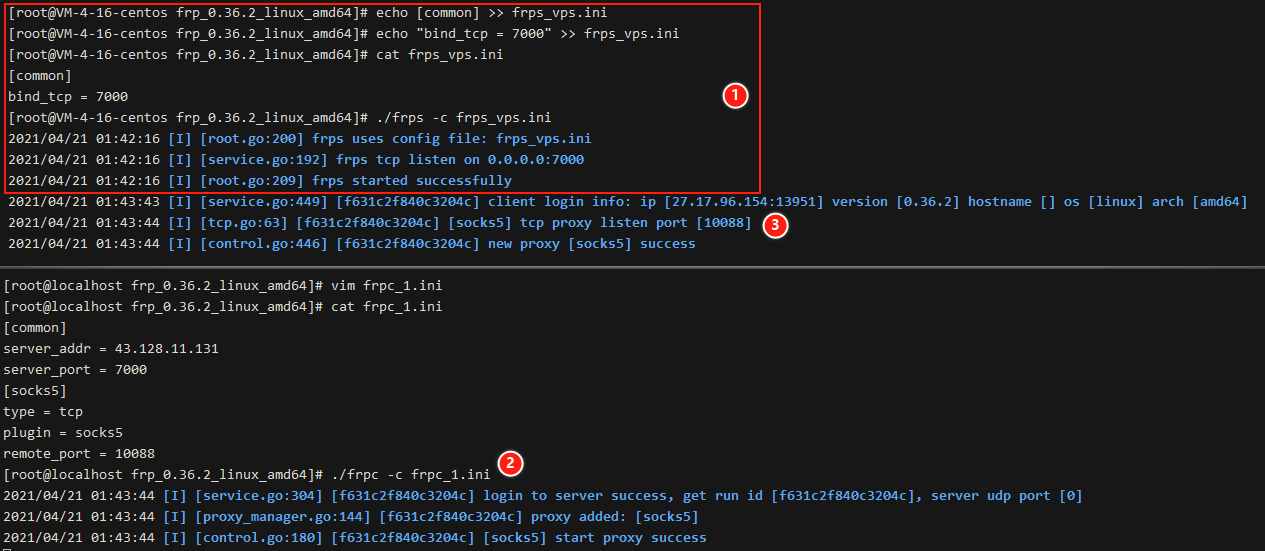 [root@VM-4-16-centos frp_0.36.2_linux_amd64]# echo [common] >> frps_vps.ini
[root@VM-4-16-centos frp_0.36.2_linux_amd64]# echo "bind_tcp = 7000" >> frps_vps.ini
[root@VM-4-16-centos frp_0.36.2_linux_amd64]# cat frps_vps.ini
[common]
bind_tcp = 7000
1
[root@VM-4-16-centos frp_0.36.2_linux_amd64]# ./frps -c frps_vps.ini
2021/04/21 01:42:16 [I] [root.go:200] frps uses config file: frps_vps.ini
2021/04/21 01:42:16 [I] [service.go:192] frps tcp listen on 0.0.0.0:7000
2021/04/21 01:42:16 [I] [root.go:209] frps started successfully
2021/04/21 01:43:43 [I] [service.go:449] [f631c2f840c3204c] client login info: ip [27.17.96.154:13951] version [0.36.2] hostname [] os [linux] arch [amd64]
2021/04/21 01:43:44 [I] [tcp.go:63] [f631c2f840c3204c] [socks5] tcp proxy listen port [10088] 3
2021/04/21 01:43:44 [I] [control.go:446] [f631c2f840c3204c] new proxy [socks5] success
[root@localhost frp_0.36.2_linux_amd64]# vim frpc_1.ini
[root@localhost frp_0.36.2_linux_amd64]# cat frpc_1.ini
[common]
server_addr = 43.128.11.131
server_port = 7000
[socks5]
type = tcp
plugin = socks5
remote_port = 10088
[root@localhost frp_0.36.2_linux_amd64]# ./frpc -c frpc_1.ini 2
2021/04/21 01:43:44 [I] [service.go:304] [f631c2f840c3204c] login to server success, get run id [f631c2f840c3204c], server udp port [0]
2021/04/21 01:43:44 [I] [proxy_manager.go:144] [f631c2f840c3204c] proxy added: [socks5]
2021/04/21 01:43:44 [I] [control.go:180] [f631c2f840c3204c] [socks5] start proxy success